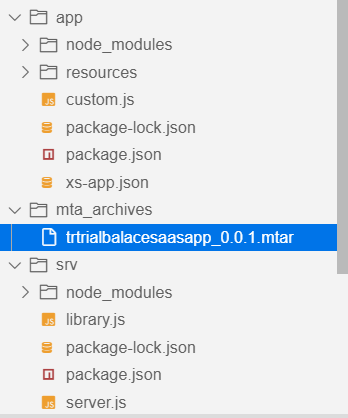 app
node_modules
resources
custom.js
package-lock.json
package.json
xs-app.json
mta_archives
trtrialbalacesaasapp_0.0.1.mtar
srv
node_modules
library.js
package-lock.json
package.json
server.js